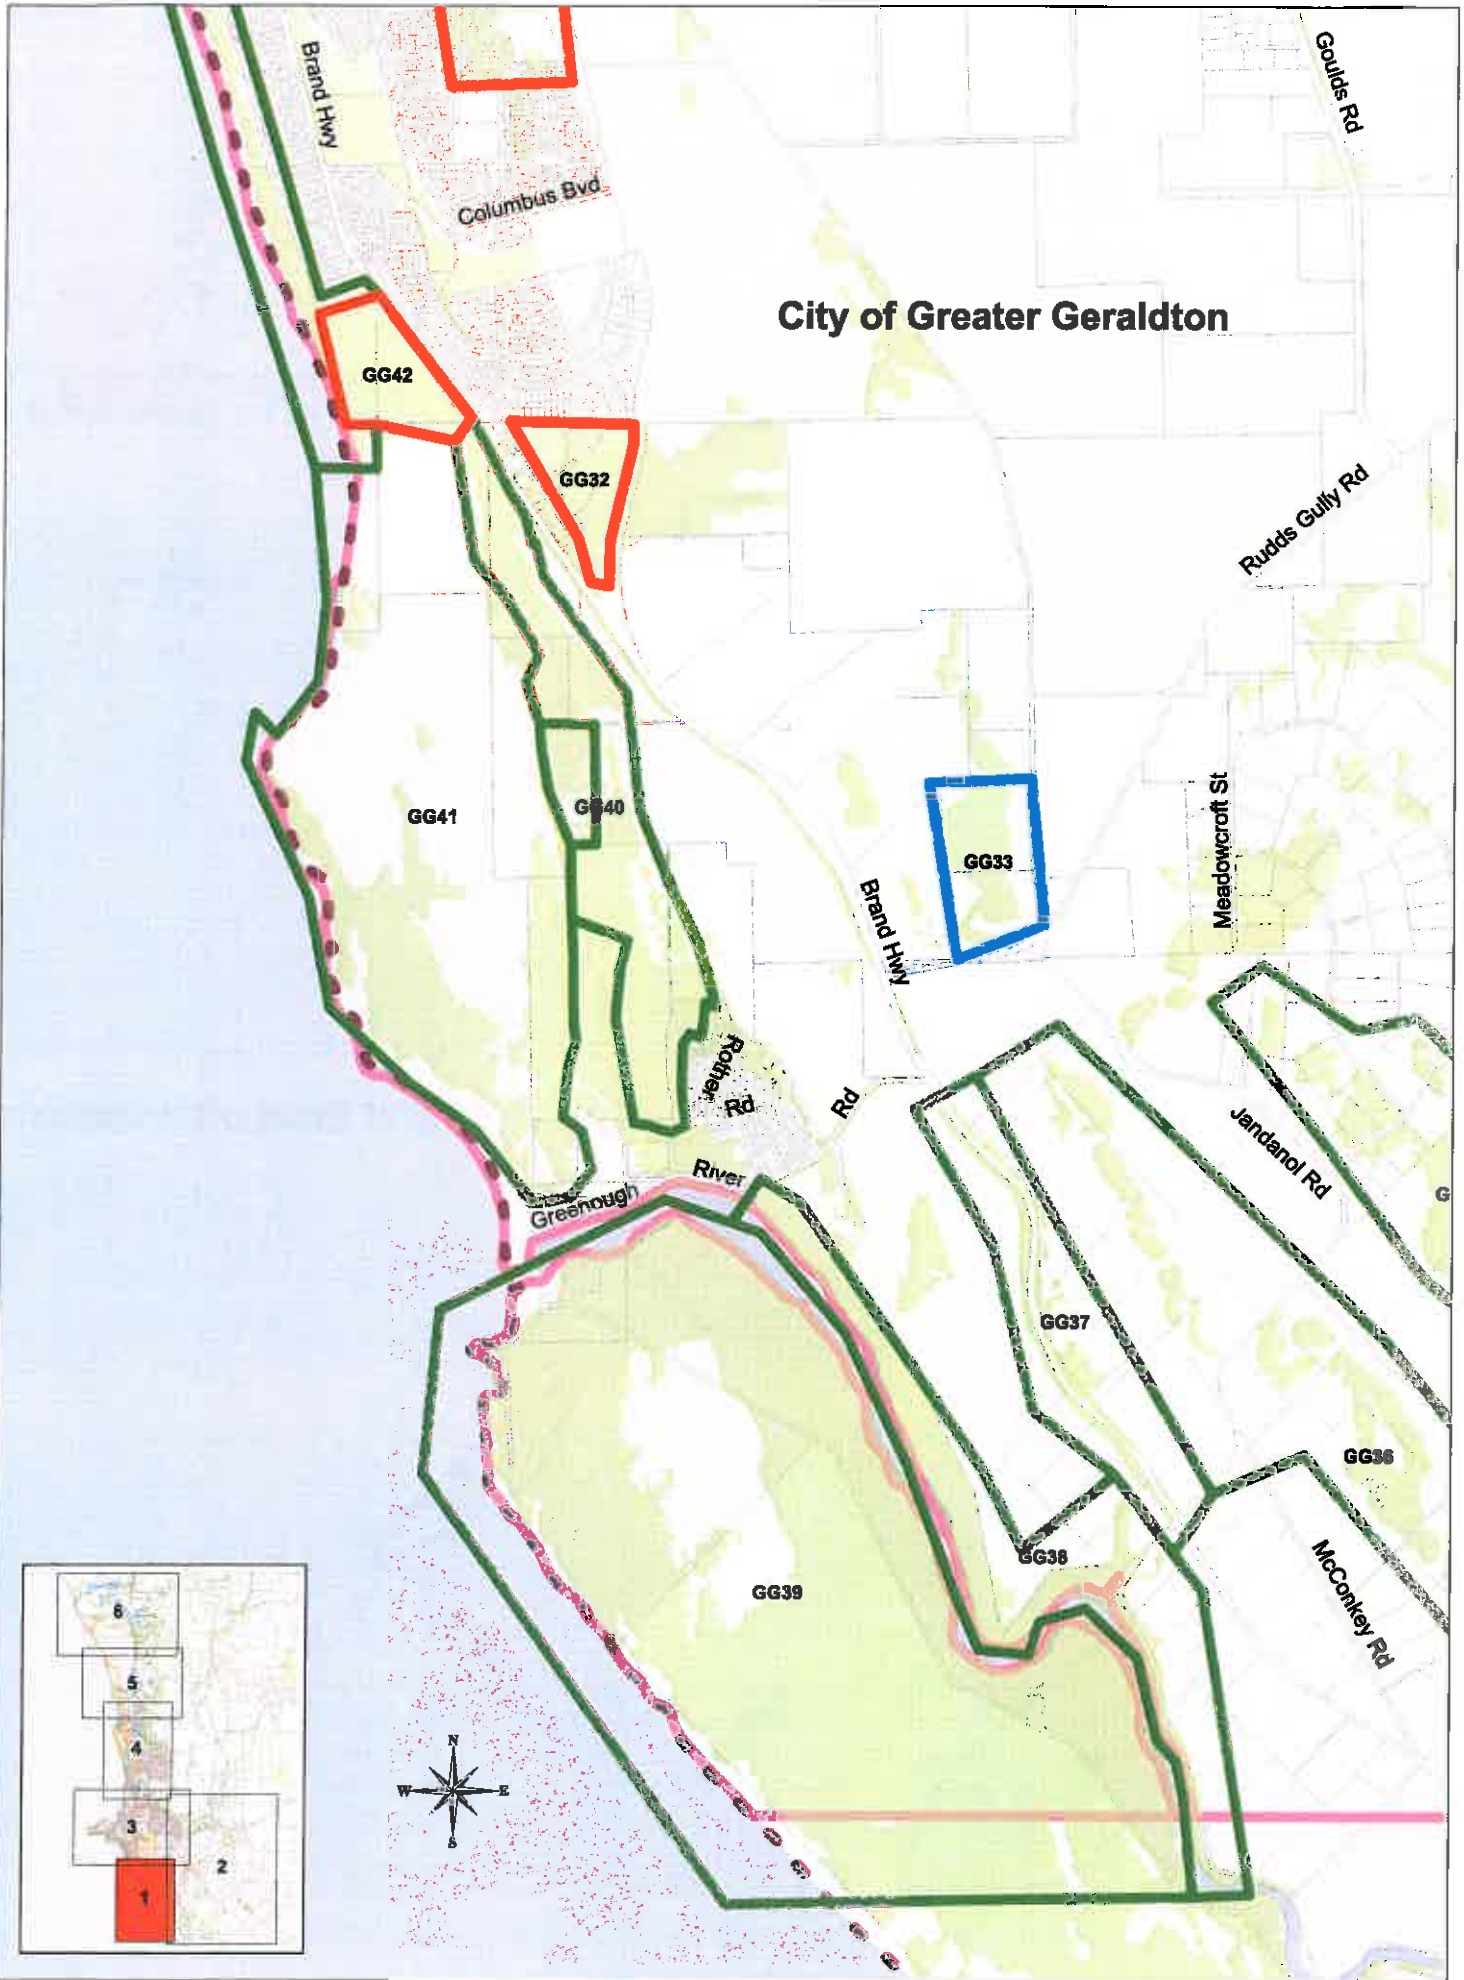 Brand Hwy
Goulds Rd
Columbus Bvd
City of Greater Geraldton
GG42
GG32
Rudds Gully Rd
GG41
GG40
GG33
Meadowcroft St
Brand Hwy
Rother
Rd
Rd
Jandanol Rd
River
Greenough
G
GG37
GG36
GG38
GG39
McConkey Rd
6
5
4
3
2
1
N
W
E
S